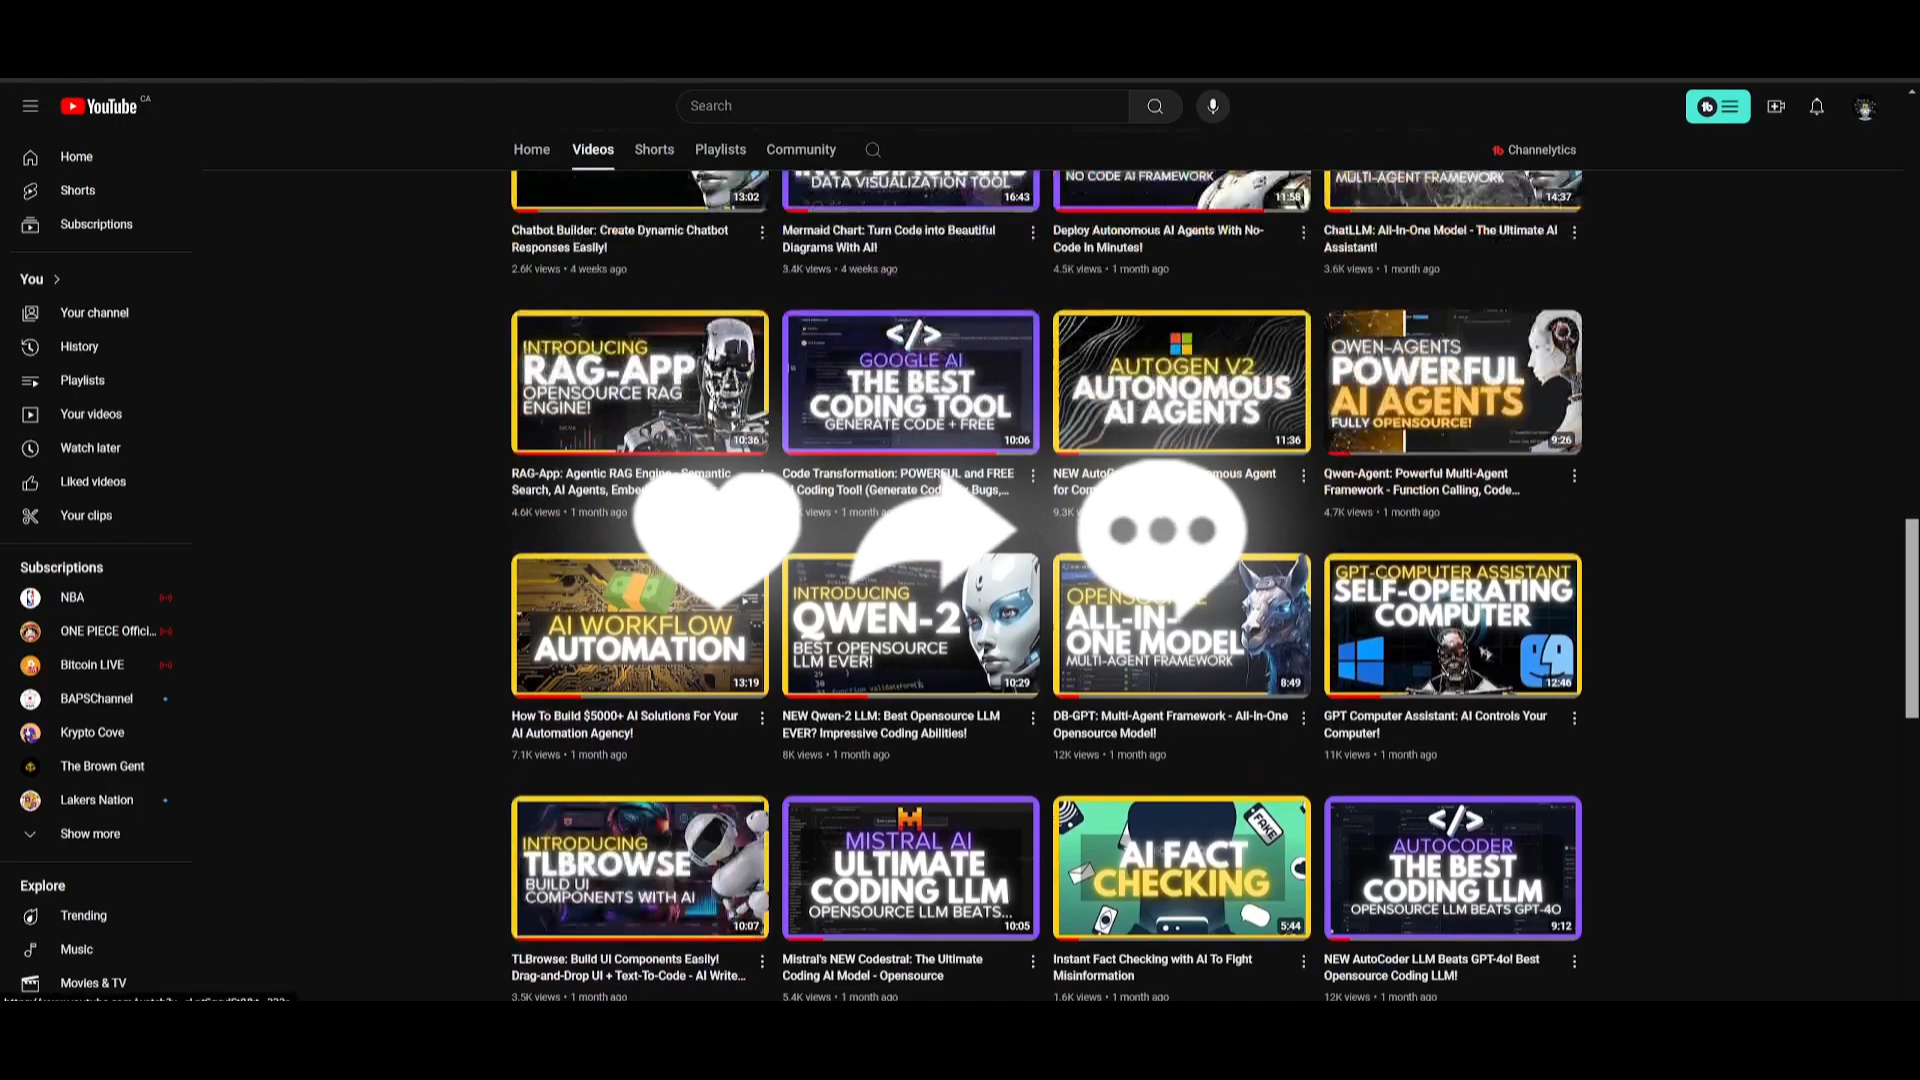 YouTube CA
Search
Home
Videos
Shorts
Playlists
Community
Channelytics
Home
Shorts
Subscriptions
You
Your channel
History
Playlists
Your videos
Watch later
Liked videos
Your clips
Subscriptions
NBA
ONE PIECE Offici...
Bitcoin LIVE
BAPSChannel
Krypto Cove
The Brown Gent
Lakers Nation
Show more
Explore
Trending
Music
Movies & TV
13:02
DATA VISUALIZATION TOOL
16:43
NO CODE AI FRAMEWORK
11:58
MULTI-AGENT FRAMEWORK
14:37
Chatbot Builder: Create Dynamic Chatbot
Responses Easily!
2.6K views • 4 weeks ago
Mermaid Chart: Turn Code into Beautiful
Diagrams With AI!
3.4K views • 4 weeks ago
Deploy Autonomous AI Agents With No-
Code In Minutes!
4.5K views • 1 month ago
ChatLLM: All-In-One Model - The Ultimate AI
Assistant!
3.6K views • 1 month ago
INTRODUCING
RAG-APP
OPENSOURCE RAG
ENGINE!
10:36
</>
GOOGLE AI
THE BEST
CODING TOOL
GENERATE CODE + FREE
10:06
AUTOGEN V2
AUTONOMOUS
AI AGENTS
11:36
QWEN-AGENTS
POWERFUL
AI AGENTS
FULLY OPENSOURCE!
9:26
RAG-App: Agentic RAG Engine - Semantic
Search, AI Agents,
4.6K views • 1 month ago
Code Transformation: POWERFUL and FREE
Coding Tool! (Generate Bugs,...
views • 1 month
NEW Agent
for
9.3K
Qwen-Agent: Powerful Multi-Agent
Framework - Function Calling, Code...
4.7K views • 1 month ago
AI WORKFLOW
AUTOMATION
13:19
INTRODUCING
QWEN-2
BEST OPENSOURCE
LLM EVER!
10:29
ALL-IN-
ONE MODEL
MULTI-AGENT FRAMEWORK
8:49
GPT-COMPUTER ASSISTANT
SELF-OPERATING
COMPUTER
12:46
How To Build $5000+ AI Solutions For Your
AI Automation Agency!
7.1K views • 1 month ago
NEW Qwen-2 LLM: Best Opensource LLM
EVER? Impressive Coding Abilities!
8K views • 1 month ago
DB-GPT: Multi-Agent Framework - All-In-One
Opensource Model!
12K views • 1 month ago
GPT Computer Assistant: AI Controls Your
Computer!
11K views • 1 month ago
INTRODUCING
TLBROWSE
BUILD UI
COMPONENTS WITH AI
10:07
MISTRAL AI
ULTIMATE
CODING LLM
OPENSOURCE LLM BEATS...
10:05
FAKE
AI FACT
CHECKING
5:44
</>
AUTOCODER
THE BEST
CODING LLM
OPENSOURCE LLM BEATS GPT-4O
9:12
TLBrowse: Build UI Components Easily!
Drag-and-Drop UI + Text-To-Code - AI Write...
3.5K views • 1 month ago
Mistral's NEW Codestral: The Ultimate
Coding AI Model - Opensource
5.4K views • 1 month ago
Instant Fact Checking with AI To Fight
Misinformation
1.6K views • 1 month ago
NEW AutoCoder LLM Beats GPT-4o! Best
Opensource Coding LLM!
12K views • 1 month ago